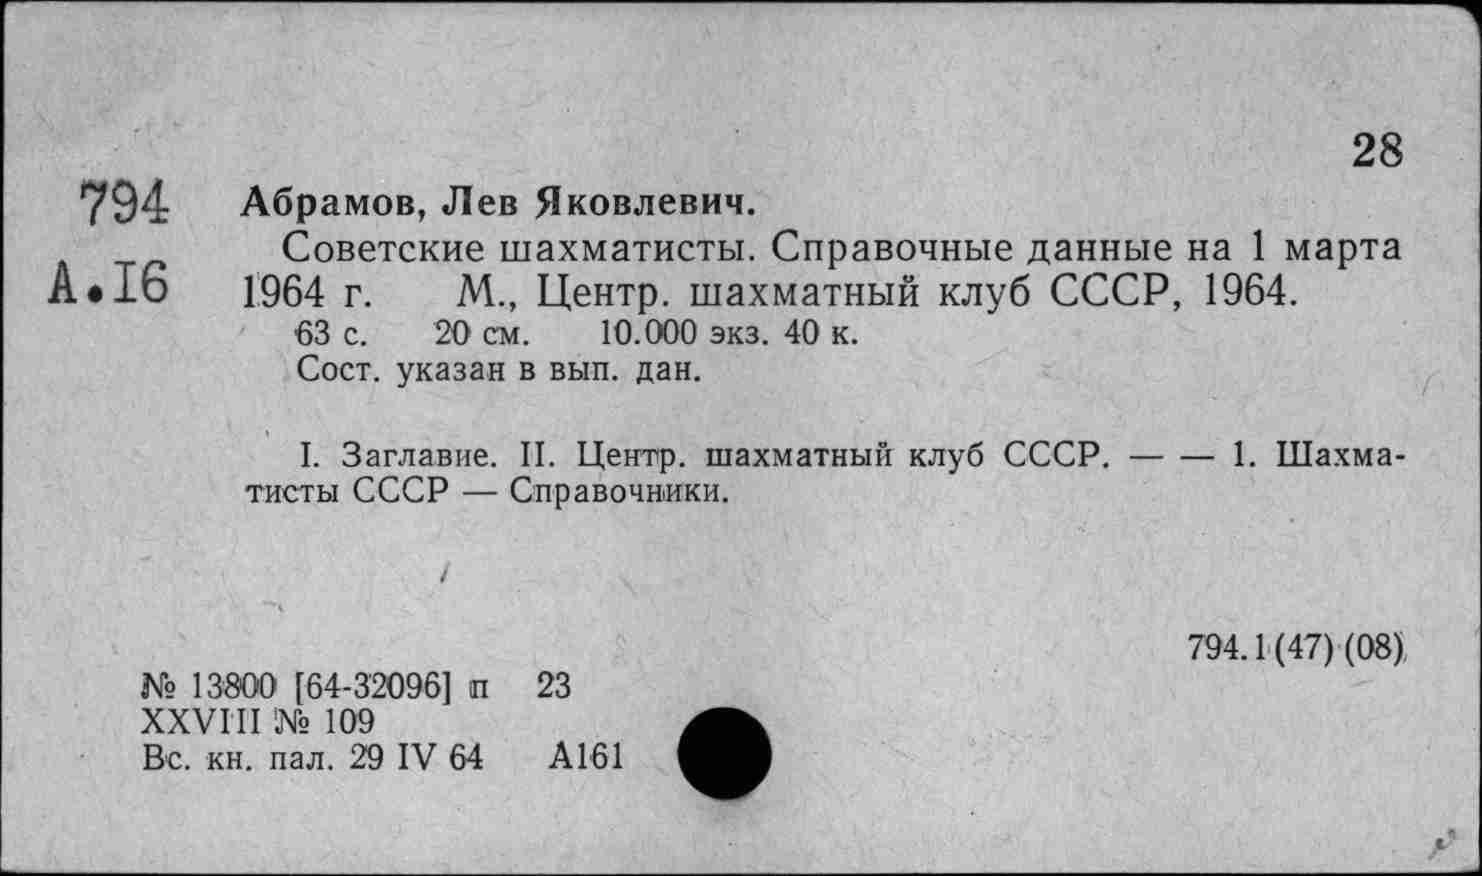 28
794 Абрамов, Лев Яковлевич.
Советские шахматисты. Справочные данные на 1 марта
А.I6 1964 г. М., Центр. шахматный клуб СССР, 1964.
63 с. 20 см. 10.000 экз. 40 к.
Сост. указан в вып. дан.
I. Заглавие. II. Центр. шахматный клуб СССР. — — 1. Шахма-
тисты СССР — Справочники.
794.1(47)(08)
№ 13800 [64-32096] п 23
XXVIII № 109
Вс. кн. пал. 29 IV 64 А161